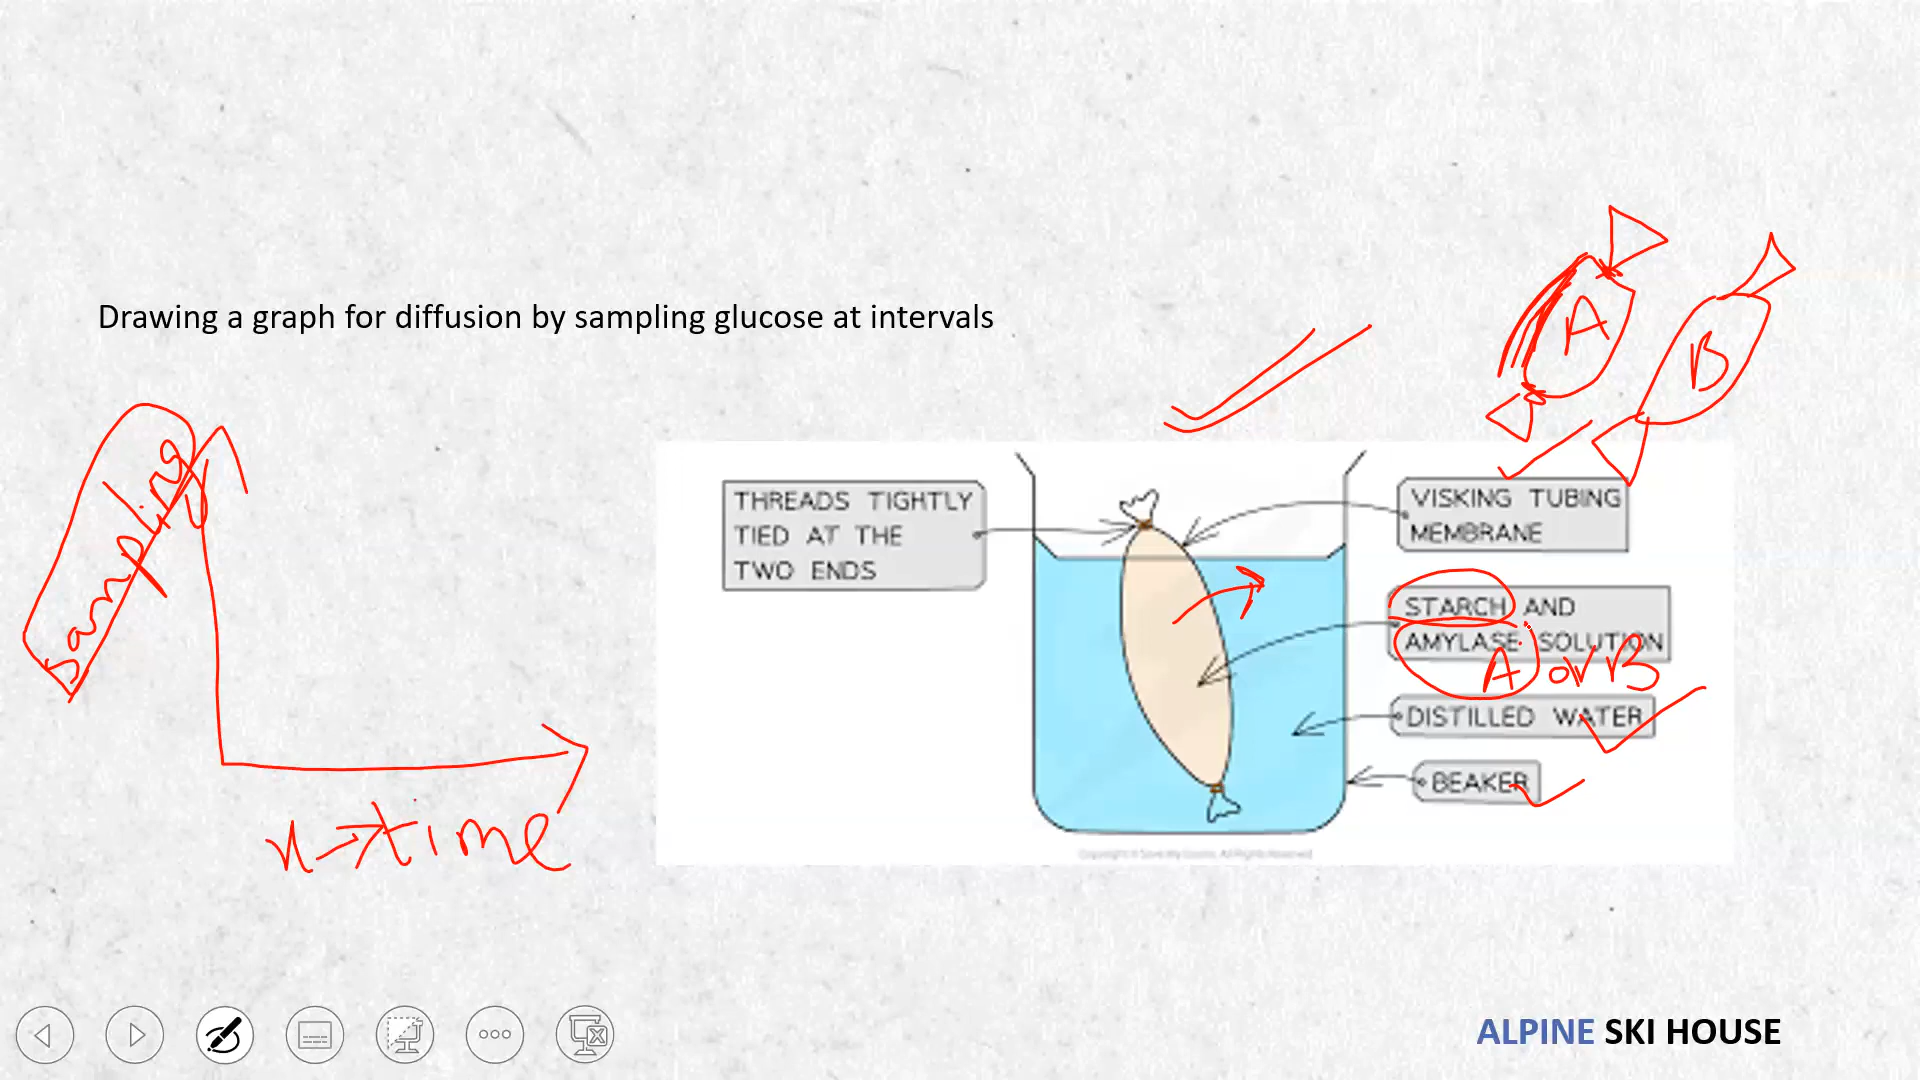 Drawing a graph for diffusion by sampling glucose at intervals
A
B
sampling
y
x → time
THREADS TIGHTLY
TIED AT THE
TWO ENDS
VISKING TUBING
MEMBRANE
STARCH AND
AMYLASE SOLUTION
A or B
DISTILLED WATER
BEAKER
ALPINE SKI HOUSE